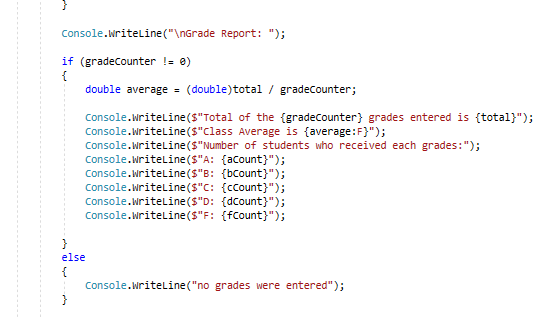 }
Console.WriteLine("\nGrade Report: ");
if (gradeCounter != 0)
{
double average = (double)total / gradeCounter;
Console.WriteLine($"Total of the {gradeCounter} grades entered is {total}");
Console.WriteLine($"Class Average is {average:F}");
Console.WriteLine($"Number of students who received each grades:");
Console.WriteLine($"A: {aCount}");
Console.WriteLine($"B: {bCount}");
Console.WriteLine($"C: {cCount}");
Console.WriteLine($"D: {dCount}");
Console.WriteLine($"F: {fCount}");
}
else
{
Console.WriteLine("no grades were entered");
}